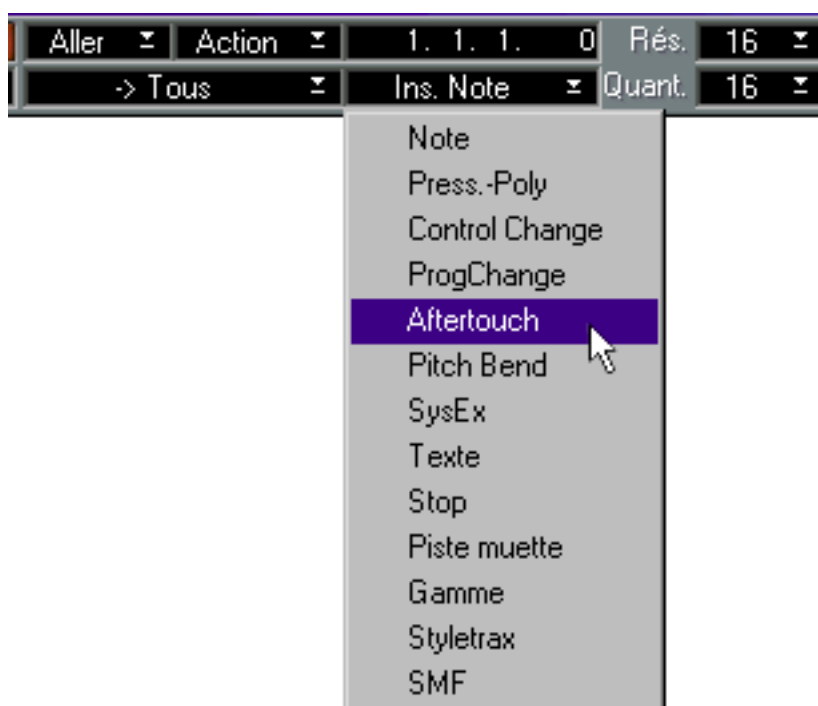 Aller Action 1. 1. 1. 0 Rés. 16
-> Tous Ins. Note Quant. 16
Note
Press.-Poly
Control Change
ProgChange
Aftertouch
Pitch Bend
SysEx
Texte
Stop
Piste muette
Gamme
Styletrax
SMF